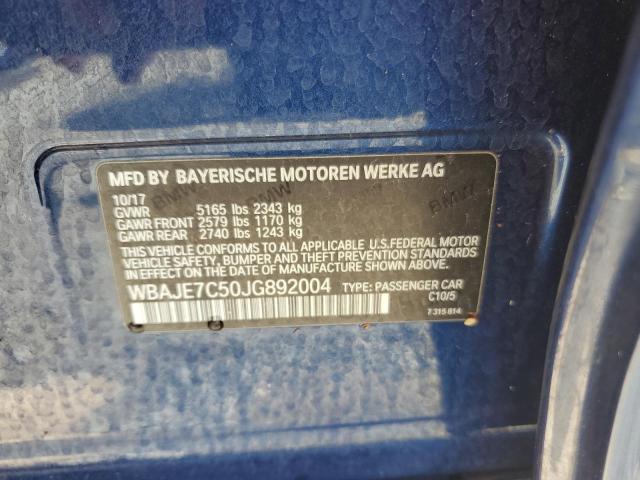 MFD BY BAYERISCHE MOTOREN WERKE AG
10/17
GVWR 5165 lbs 2343 kg
GAWR FRONT 2579 lbs 1170 kg
GAWR REAR 2740 lbs 1243 kg
THIS VEHICLE CONFORMS TO ALL APPLICABLE U.S.FEDERAL MOTOR
VEHICLE SAFETY, BUMPER AND THEFT PREVENTION STANDARDS
IN EFFECT ON THE DATE OF MANUFACTURE SHOWN ABOVE.
WBAJE7C50JG892004 TYPE: PASSENGER CAR
C10/5
7 315 814
BMW
BMW
BMW